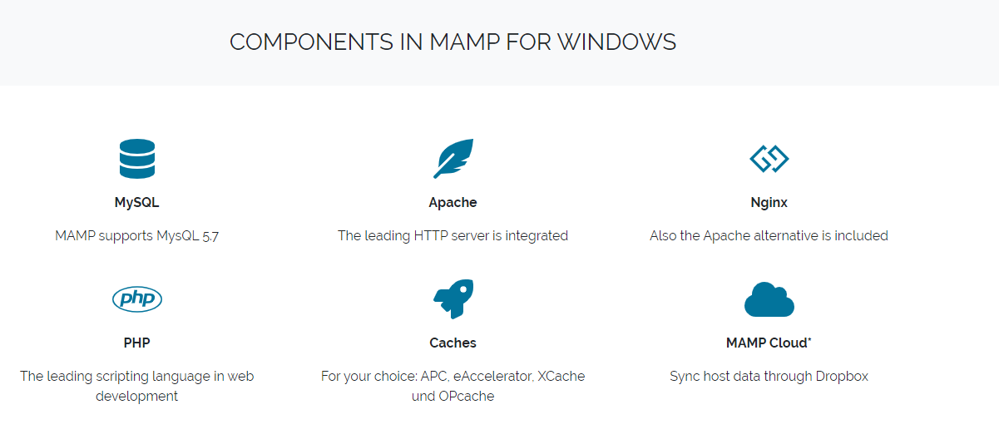 COMPONENTS IN MAMP FOR WINDOWS
MySQL
MAMP supports MysQL 5.7
Apache
The leading HTTP server is integrated
Nginx
Also the Apache alternative is included
php
PHP
The leading scripting language in web
development
Caches
For your choice: APC, eAccelerator, XCache
und OPcache
MAMP Cloud*
Sync host data through Dropbox